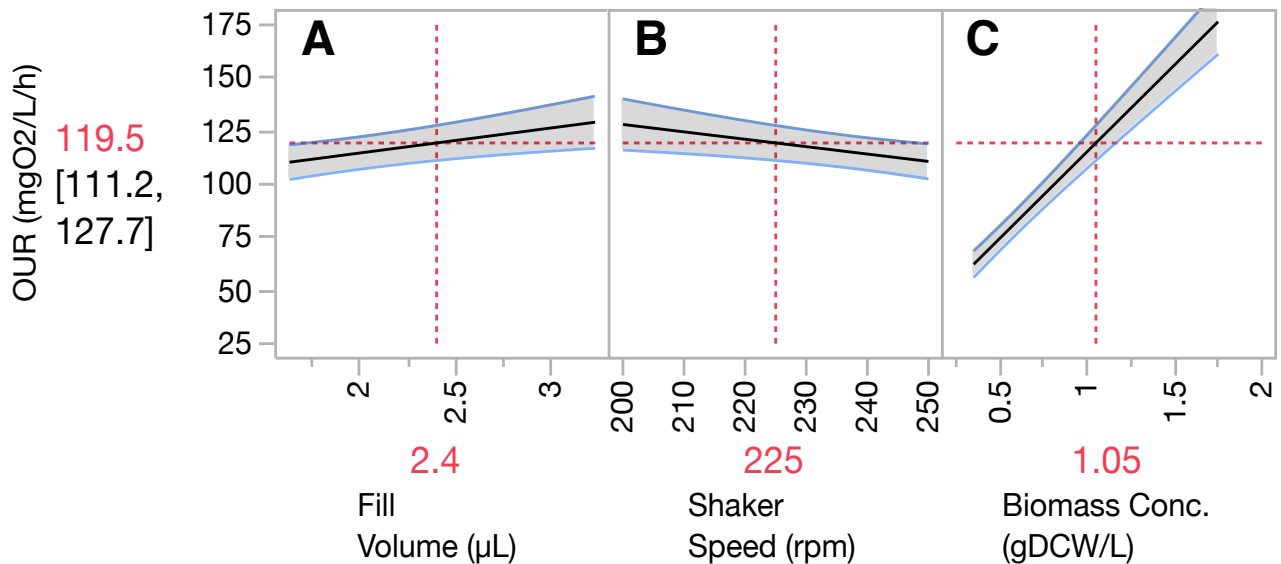 OUR (mgO2/L/h)
119.5
[111.2,
127.7]
175
150
125
100
75
50
25
A
B
C
2
2.5
3
200
210
220
230
240
250
0.5
1
1.5
2
2.4
225
1.05
Fill
Volume (µL)
Shaker
Speed (rpm)
Biomass Conc.
(gDCW/L)